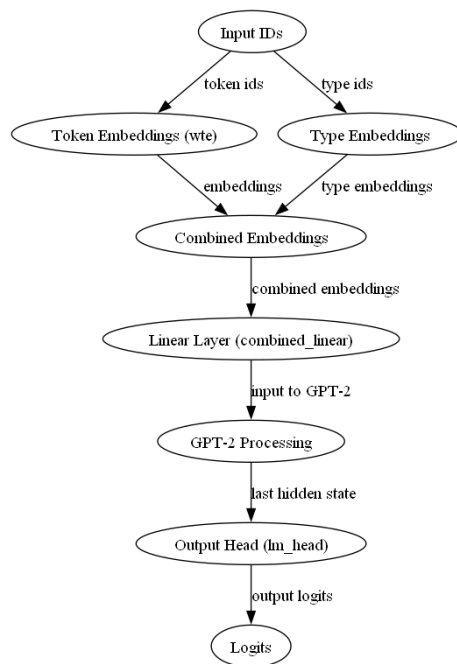 Input IDs
token ids
type ids
Token Embeddings (wte)
Type Embeddings
embeddings
type embeddings
Combined Embeddings
combined embeddings
Linear Layer (combined_linear)
input to GPT-2
GPT-2 Processing
last hidden state
Output Head (lm_head)
output logits
Logits